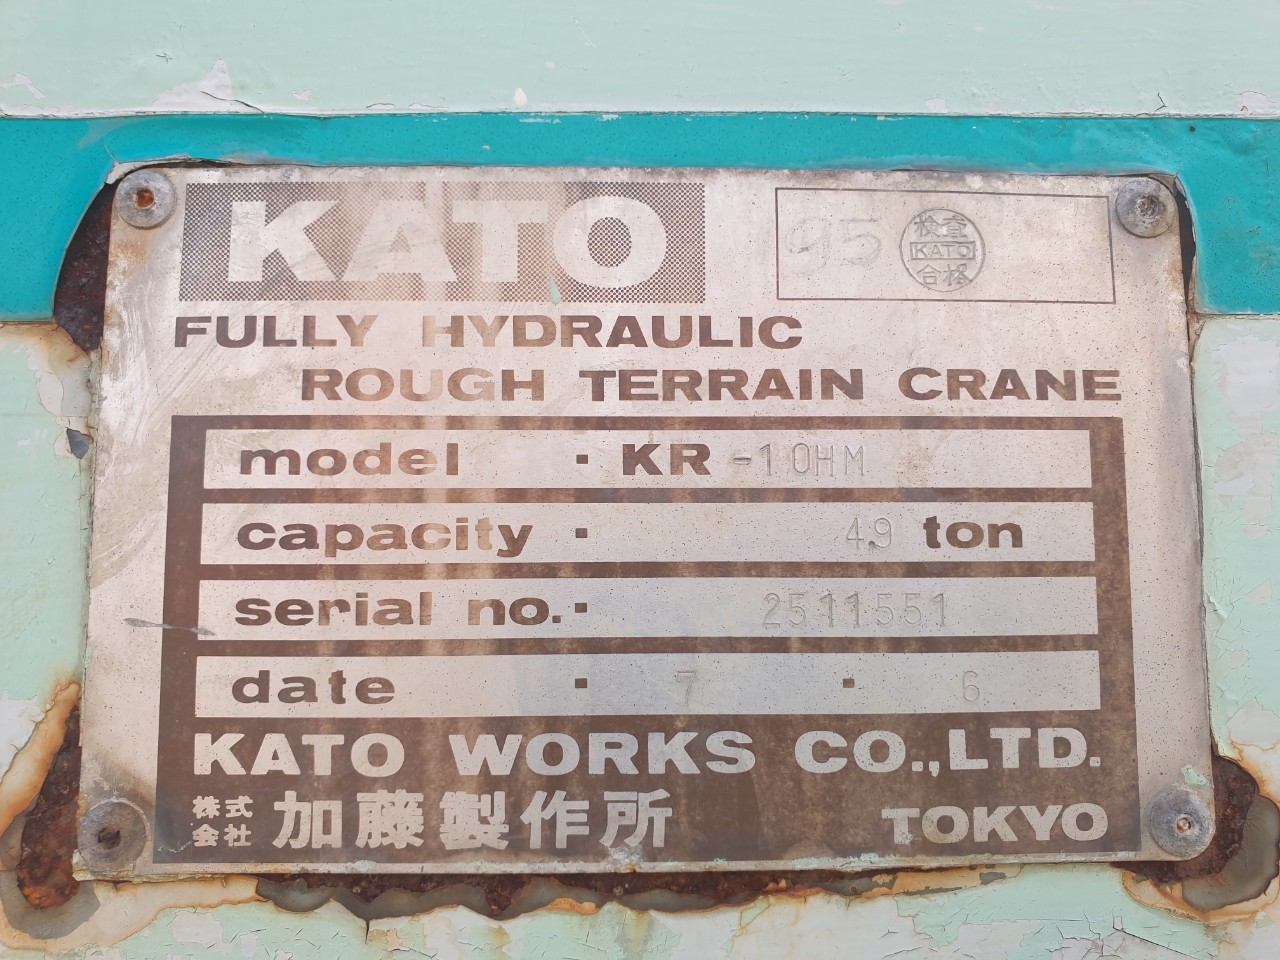 KATO
95
検査
KATO
合格
FULLY HYDRAULIC
ROUGH TERRAIN CRANE
model · KR -10HM
capacity · 4.9 ton
serial no. · 2511551
date · 7 · 6
KATO WORKS CO.,LTD.
株式会社 加藤製作所 TOKYO